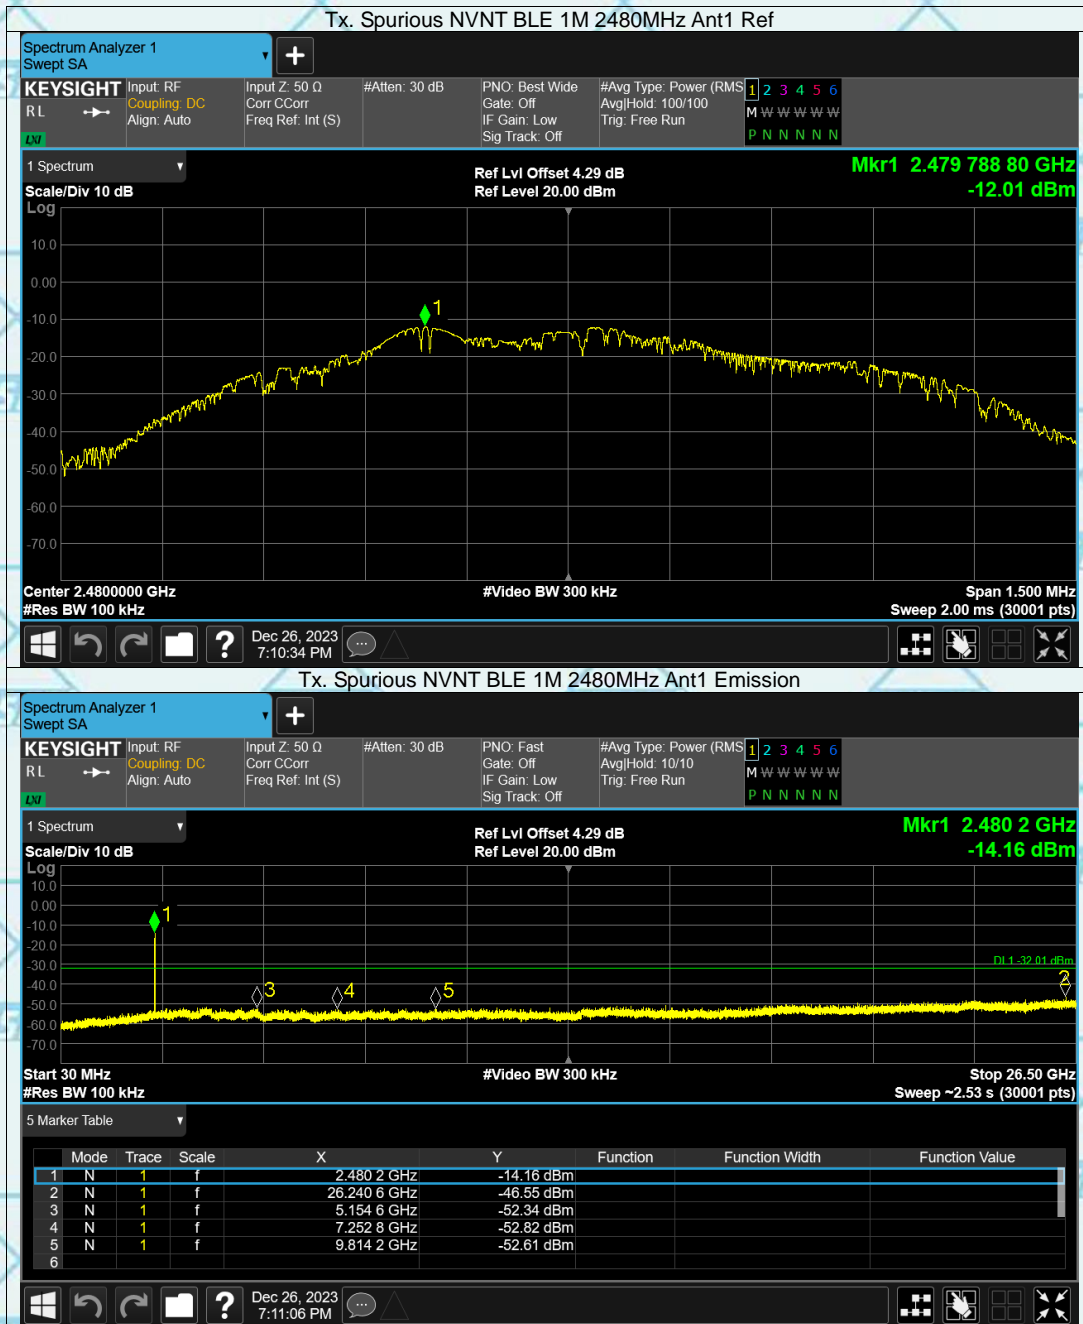 Tx. Spurious NVNT BLE 1M 2480MHz Ant1 Ref
Spectrum Analyzer 1
Swept SA
KEYSIGHT
RL
LXI
Input: RF
Coupling: DC
Align: Auto
Input Z: 50 Ω
Corr CCorr
Freq Ref: Int (S)
#Atten: 30 dB
PNO: Best Wide
Gate: Off
IF Gain: Low
Sig Track: Off
#Avg Type: Power (RMS
Avg|Hold: 100/100
Trig: Free Run
1 2 3 4 5 6
M W W W W W
P N N N N N
1 Spectrum
Scale/Div 10 dB
Ref Lvl Offset 4.29 dB
Ref Level 20.00 dBm
Mkr1 2.479 788 80 GHz
-12.01 dBm
Log
10.0
0.00
-10.0
-20.0
-30.0
-40.0
-50.0
-60.0
-70.0
1
Center 2.4800000 GHz
#Res BW 100 kHz
#Video BW 300 kHz
Span 1.500 MHz
Sweep 2.00 ms (30001 pts)
?
Dec 26, 2023
7:10:34 PM
Tx. Spurious NVNT BLE 1M 2480MHz Ant1 Emission
Spectrum Analyzer 1
Swept SA
KEYSIGHT
RL
LXI
Input: RF
Coupling: DC
Align: Auto
Input Z: 50 Ω
Corr CCorr
Freq Ref: Int (S)
#Atten: 30 dB
PNO: Fast
Gate: Off
IF Gain: Low
Sig Track: Off
#Avg Type: Power (RMS
Avg|Hold: 10/10
Trig: Free Run
1 2 3 4 5 6
M W W W W W
P N N N N N
1 Spectrum
Scale/Div 10 dB
Ref Lvl Offset 4.29 dB
Ref Level 20.00 dBm
Mkr1 2.480 2 GHz
-14.16 dBm
Log
10.0
0.00
-10.0
-20.0
-30.0
-40.0
-50.0
-60.0
-70.0
1
DL1 -32.01 dBm
3
4
5
2
Start 30 MHz
#Res BW 100 kHz
#Video BW 300 kHz
Stop 26.50 GHz
Sweep ~2.53 s (30001 pts)
5 Marker Table
Mode Trace Scale X Y Function Function Width Function Value
1 N 1 f 2.480 2 GHz -14.16 dBm
2 N 1 f 26.240 6 GHz -46.55 dBm
3 N 1 f 5.154 6 GHz -52.34 dBm
4 N 1 f 7.252 8 GHz -52.82 dBm
5 N 1 f 9.814 2 GHz -52.61 dBm
6
?
Dec 26, 2023
7:11:06 PM